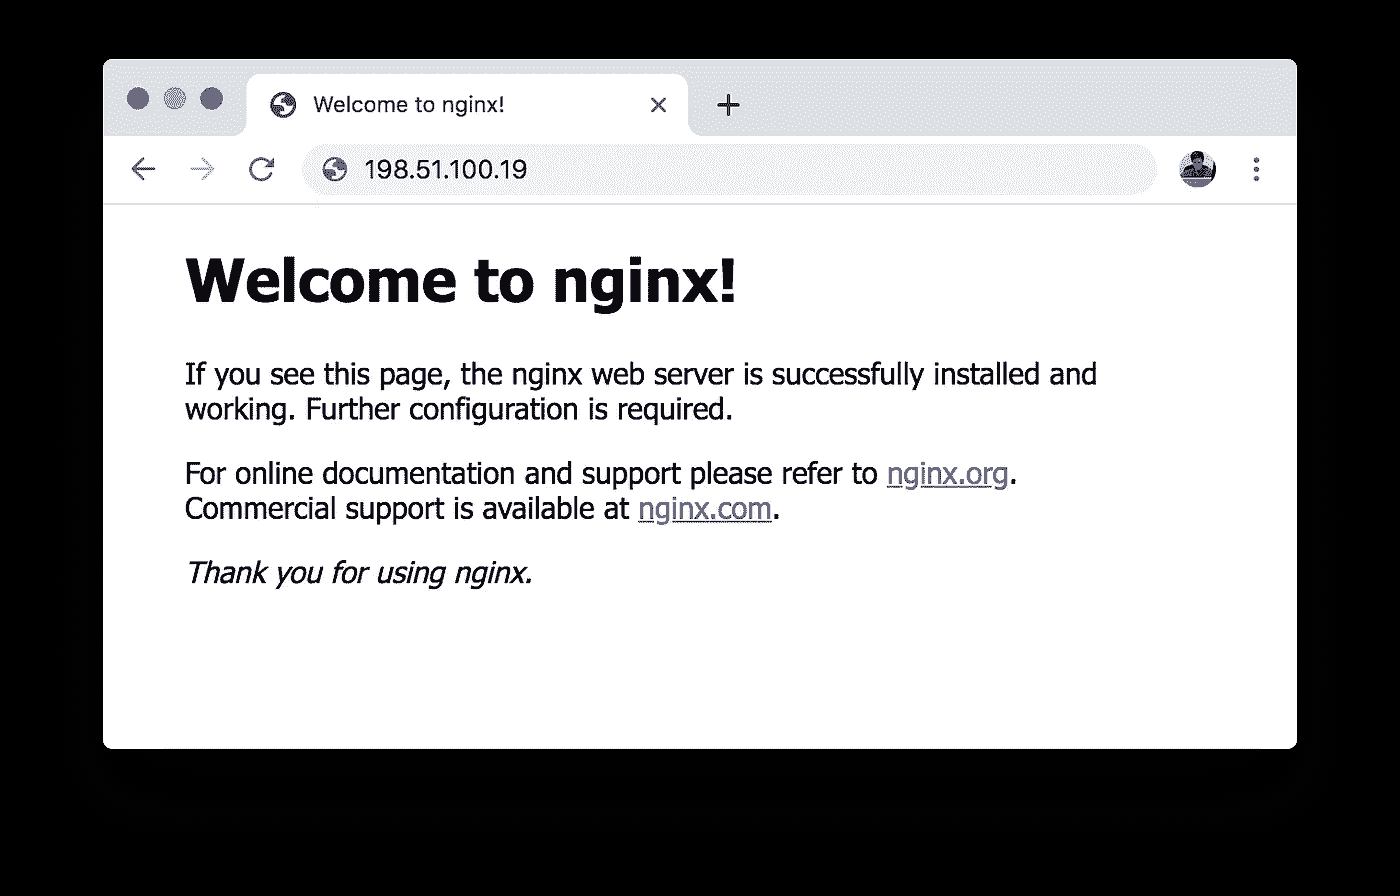 Welcome to nginx!
198.51.100.19
Welcome to nginx!
If you see this page, the nginx web server is successfully installed and
working. Further configuration is required.
For online documentation and support please refer to nginx.org.
Commercial support is available at nginx.com.
Thank you for using nginx.